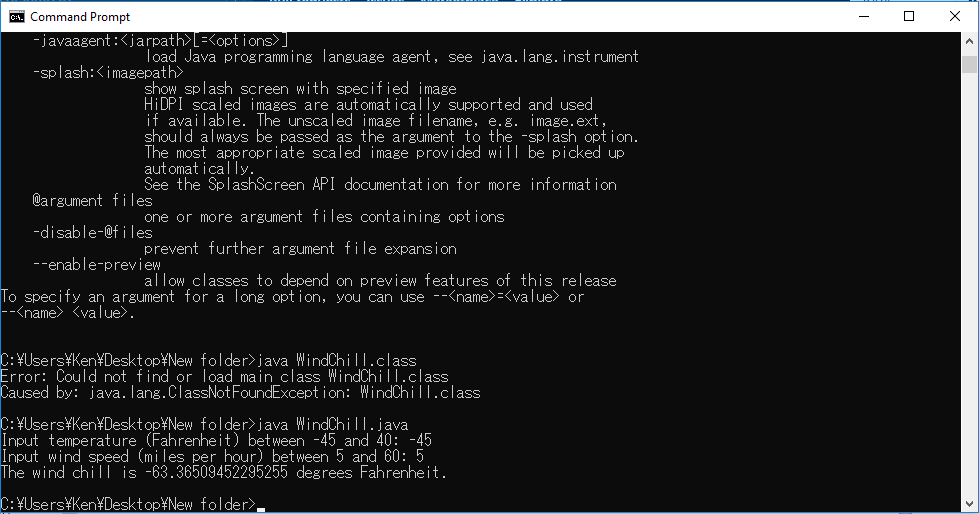 Command Prompt
-javaagent:<jarpath>[=<options>]
load Java programming language agent, see java.lang.instrument
-splash:<imagepath>
show splash screen with specified image
HiDPI scaled images are automatically supported and used
if available. The unscaled image filename, e.g. image.ext,
should always be passed as the argument to the -splash option.
The most appropriate scaled image provided will be picked up
automatically.
See the SplashScreen API documentation for more information
@argument files
one or more argument files containing options
-disable-@files
prevent further argument file expansion
--enable-preview
allow classes to depend on preview features of this release
To specify an argument for a long option, you can use --<name>=<value> or
--<name> <value>.
C:¥Users¥Ken¥Desktop¥New folder>java WindChill.class
Error: Could not find or load main class WindChill.class
Caused by: java.lang.ClassNotFoundException: WindChill.class
C:¥Users¥Ken¥Desktop¥New folder>java WindChill.java
Input temperature (Fahrenheit) between -45 and 40: -45
Input wind speed (miles per hour) between 5 and 60: 5
The wind chill is -63.36509452295255 degrees Fahrenheit.
C:¥Users¥Ken¥Desktop¥New folder>